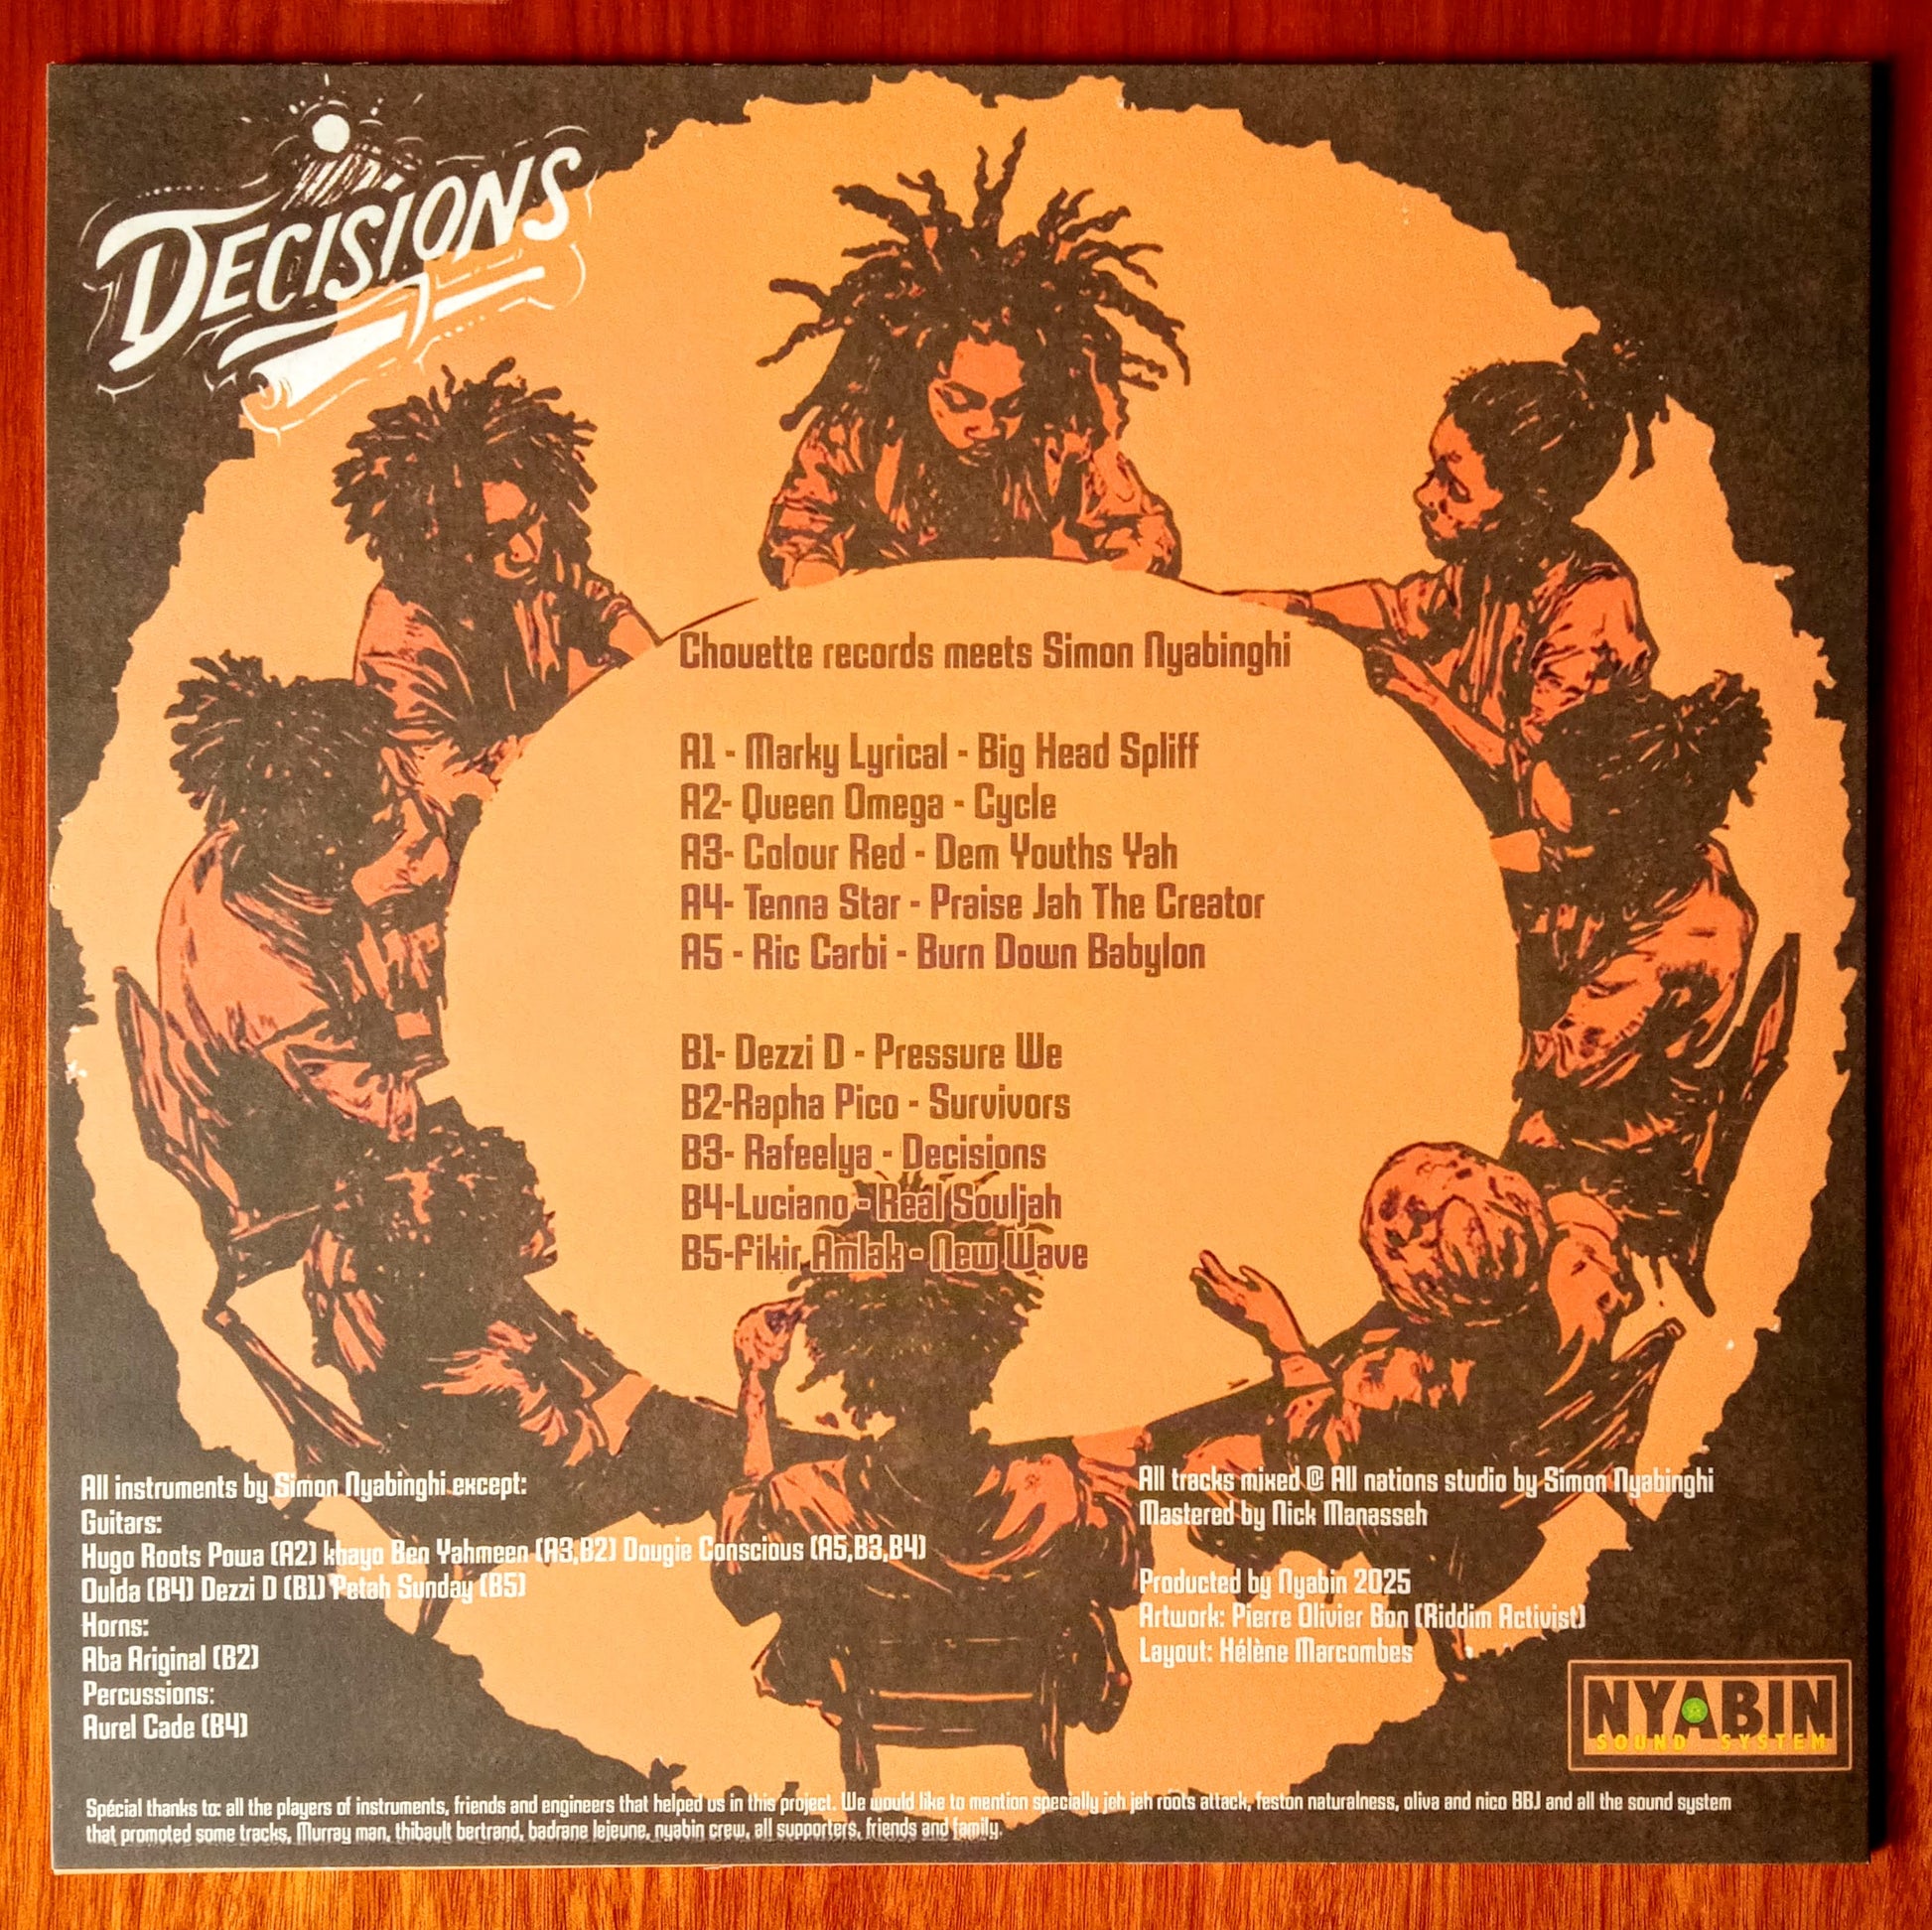 DECISIONS
Chouette records meets Simon Nyabinghi
A1 - Marky Lyrical - Big Head Spliff
A2- Queen Omega - Cycle
A3- Colour Red - Dem Youths Yah
A4- Tenna Star - Praise Jah The Creator
A5 - Ric Carbi - Burn Down Babylon
B1- Dezzi D - Pressure We
B2-Rapha Pico - Survivors
B3- Rafeelya - Decisions
B4-Luciano - Real Souljah
B5-Fikir Amlak - New Wave
All instruments by Simon Nyabinghi except:
Guitars:
Hugo Roots Powa (A2) khayo Ben Yahmeen (A3,B2) Dougie Conscious (A5,B3,B4)
Oulda (B4) Dezzi D (B1) Petah Sunday (B5)
Horns:
Aba Ariginal (B2)
Percussions:
Aurel Cade (B4)
All tracks mixed @ All nations studio by Simon Nyabinghi
Mastered by Nick Manasseh
Producted by Nyabin 2025
Artwork: Pierre Olivier Bon (Riddim Activist)
Layout: Hélène Marcombes
NYABIN
SOUND SYSTEM
Spécial thanks to: all the players of instruments, friends and engineers that helped us in this project. We would like to mention specially jeh jeh roots attack, feston naturalness, oliva and nico BBJ and all the sound system
that promoted some tracks, Murray man, thibault bertrand, badrane lejeune, nyabin crew, all supporters, friends and family.